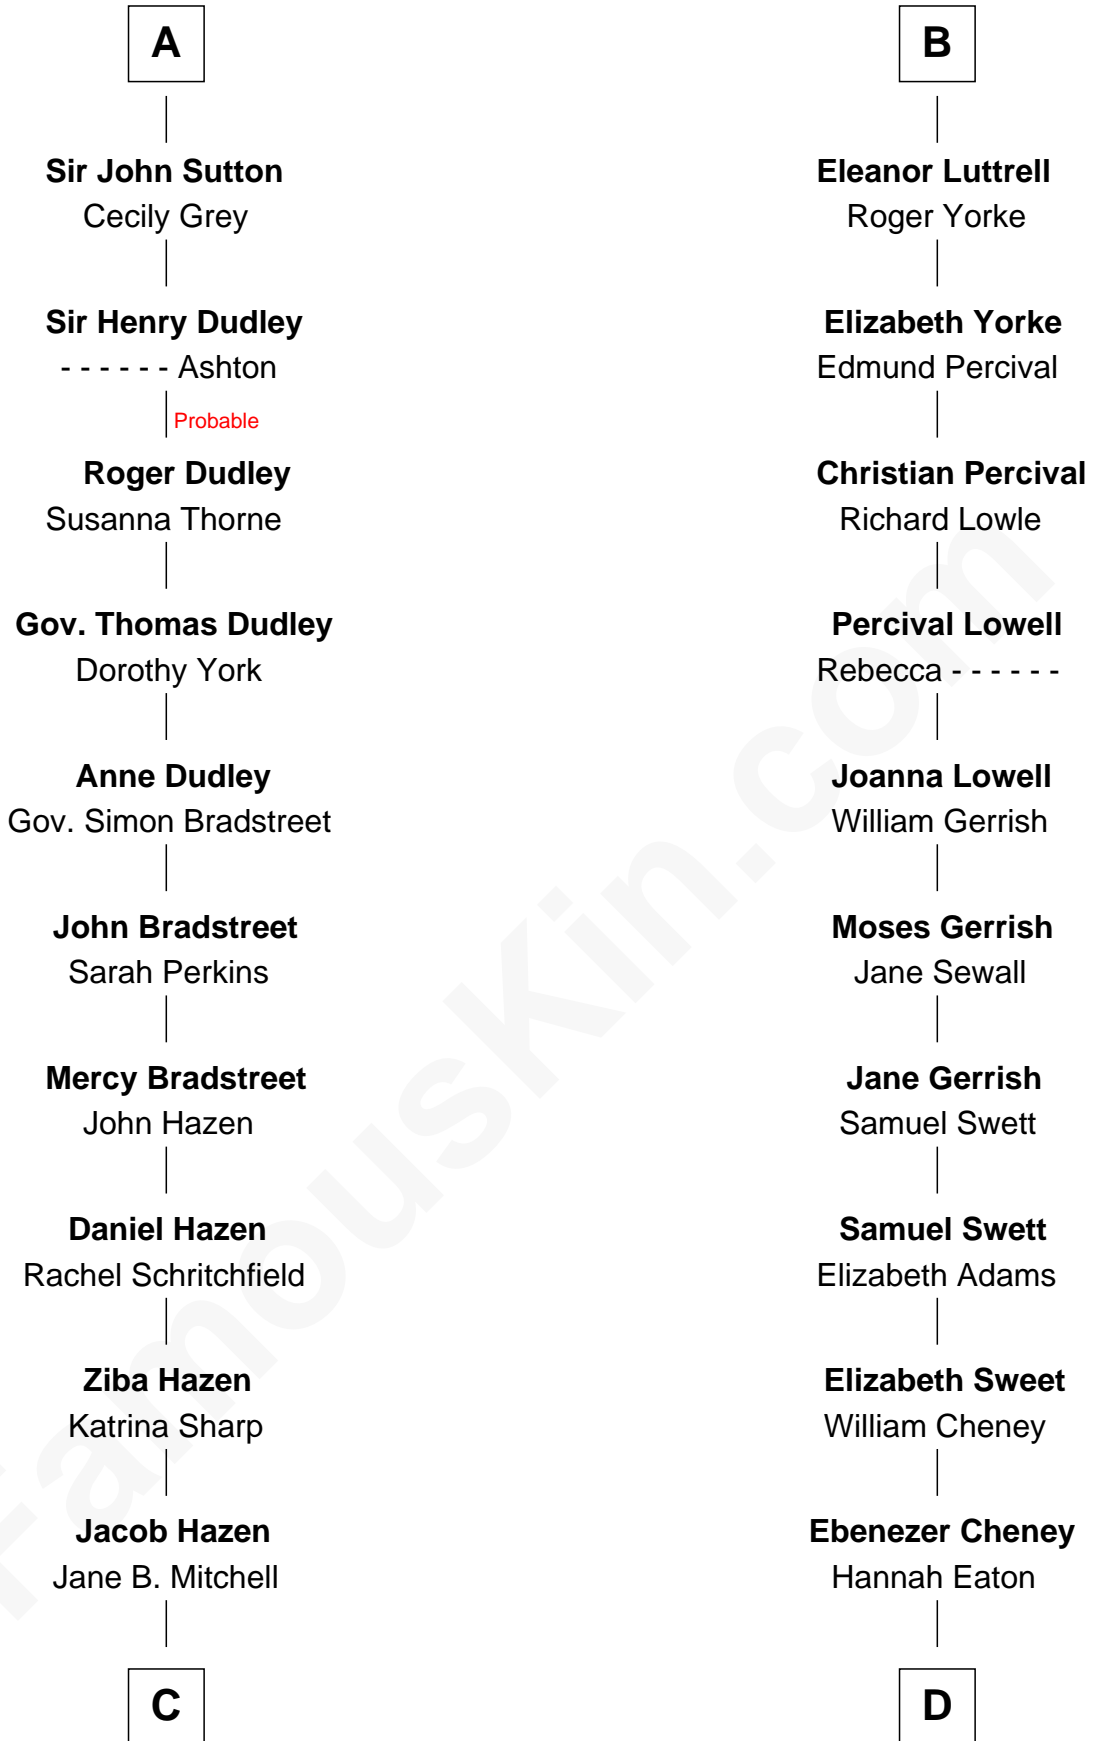 A
Sir John Sutton
Cecily Grey
Sir Henry Dudley
- - - - - - Ashton
Probable
Roger Dudley
Susanna Thorne
Gov. Thomas Dudley
Dorothy York
Anne Dudley
Gov. Simon Bradstreet
John Bradstreet
Sarah Perkins
Mercy Bradstreet
John Hazen
Daniel Hazen
Rachel Schritchfield
Ziba Hazen
Katrina Sharp
Jacob Hazen
Jane B. Mitchell
C
B
Eleanor Luttrell
Roger Yorke
Elizabeth Yorke
Edmund Percival
Christian Percival
Richard Lowle
Percival Lowell
Rebecca - - - - - -
Joanna Lowell
William Gerrish
Moses Gerrish
Jane Sewall
Jane Gerrish
Samuel Swett
Samuel Swett
Elizabeth Adams
Elizabeth Sweet
William Cheney
Ebenezer Cheney
Hannah Eaton
D
FamousKin.com